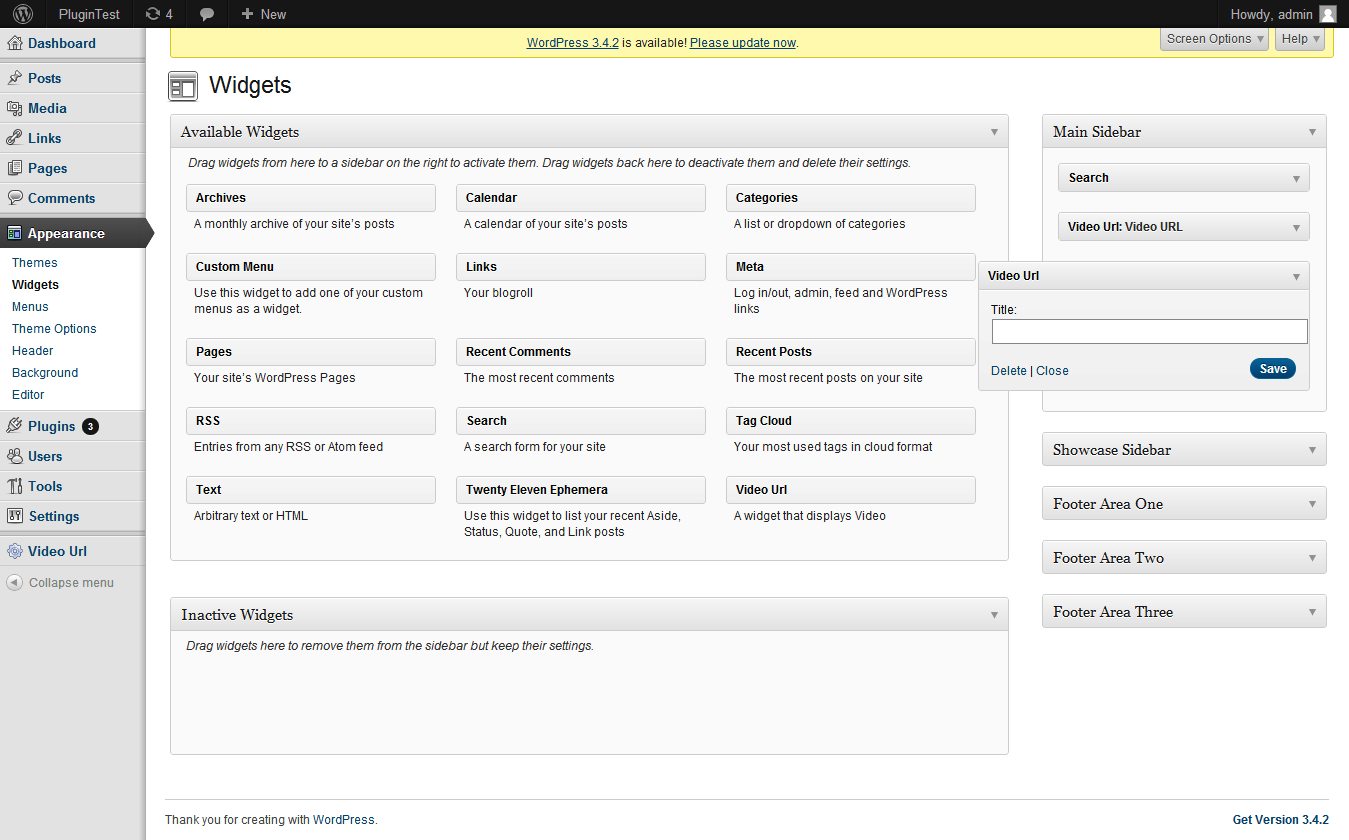 PluginTest 4 New Howdy, admin
Dashboard
Posts
Media
Links
Pages
Comments
Appearance
Themes
Widgets
Menus
Theme Options
Header
Background
Editor
Plugins 3
Users
Tools
Settings
Video Url
Collapse menu
WordPress 3.4.2 is available! Please update now.
Screen Options Help
Widgets
Available Widgets
Drag widgets from here to a sidebar on the right to activate them. Drag widgets back here to deactivate them and delete their settings.
Archives
A monthly archive of your site's posts
Calendar
A calendar of your site's posts
Categories
A list or dropdown of categories
Custom Menu
Use this widget to add one of your custom
menus as a widget.
Links
Your blogroll
Meta
Log in/out, admin, feed and WordPress
links
Pages
Your site's WordPress Pages
Recent Comments
The most recent comments
Recent Posts
The most recent posts on your site
RSS
Entries from any RSS or Atom feed
Search
A search form for your site
Tag Cloud
Your most used tags in cloud format
Text
Arbitrary text or HTML
Twenty Eleven Ephemera
Use this widget to list your recent Aside,
Status, Quote, and Link posts
Video Url
A widget that displays Video
Inactive Widgets
Drag widgets here to remove them from the sidebar but keep their settings.
Main Sidebar
Search
Video Url: Video URL
Video Url
Title:
Delete | Close Save
Showcase Sidebar
Footer Area One
Footer Area Two
Footer Area Three
Thank you for creating with WordPress. Get Version 3.4.2